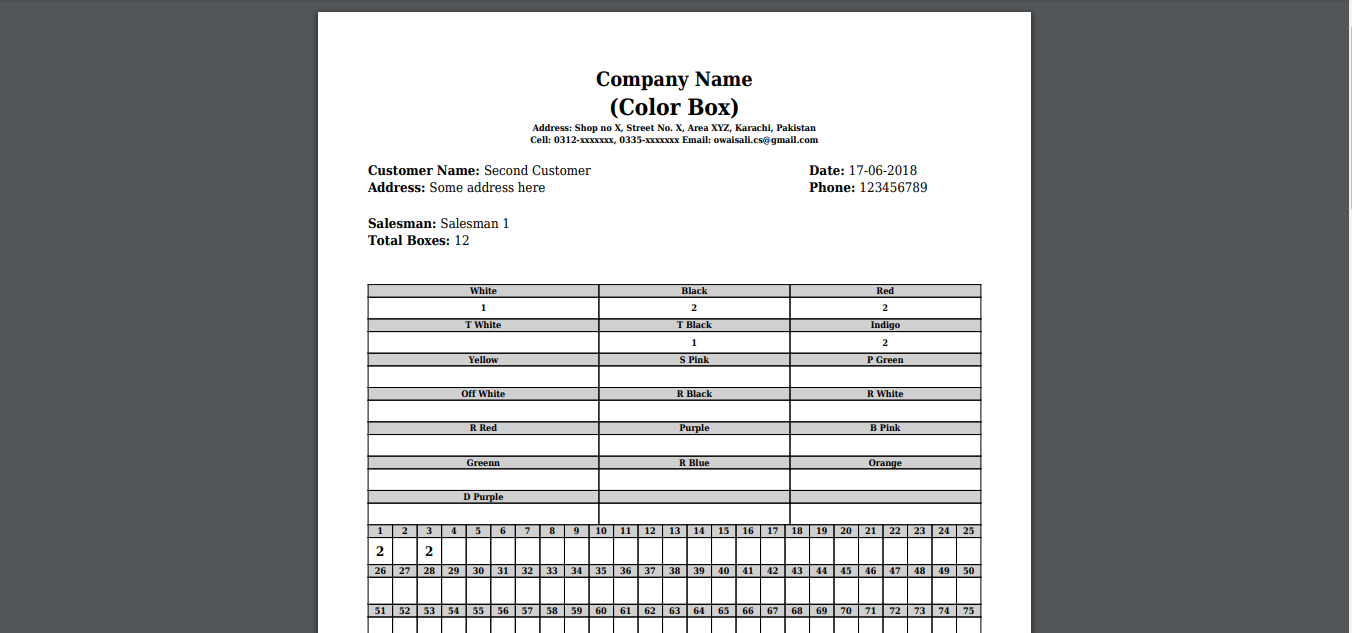 Company Name
(Color Box)
Address: Shop no X, Street No. X, Area XYZ, Karachi, Pakistan
Cell: 0312-xxxxxxx, 0335-xxxxxxx Email: owaisali.cs@gmail.com
Customer Name: Second Customer Date: 17-06-2018
Address: Some address here Phone: 123456789
Salesman: Salesman 1
Total Boxes: 12
White Black Red
1 2 2
T White T Black Indigo
1 2
Yellow S Pink P Green
Off White R Black R White
R Red Purple B Pink
Greenn R Blue Orange
D Purple
1 2 3 4 5 6 7 8 9 10 11 12 13 14 15 16 17 18 19 20 21 22 23 24 25
2 2
26 27 28 29 30 31 32 33 34 35 36 37 38 39 40 41 42 43 44 45 46 47 48 49 50
51 52 53 54 55 56 57 58 59 60 61 62 63 64 65 66 67 68 69 70 71 72 73 74 75